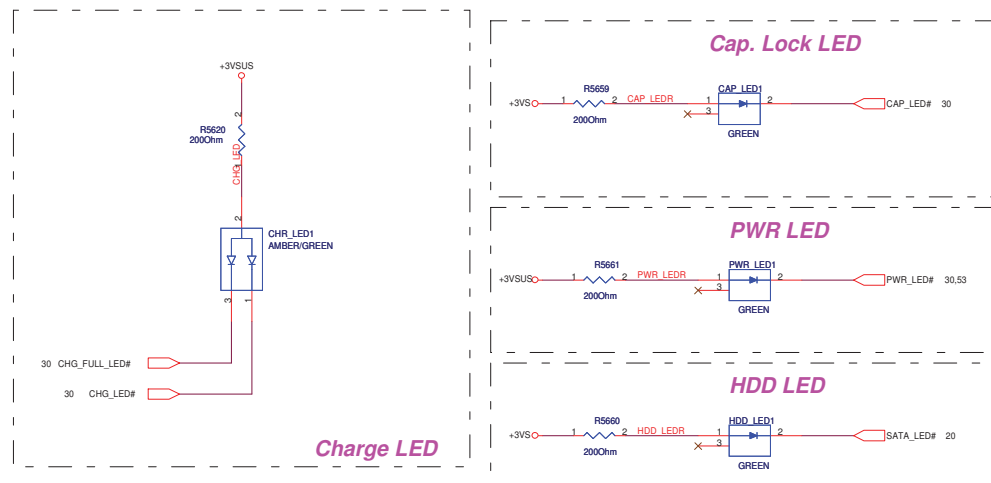 +3VSUS
2
R5620
200Ohm
CHG_LED
2
CHR_LED1
AMBER/GREEN
3
1
30 CHG_FULL_LED#
30 CHG_LED#
Charge LED
Cap. Lock LED
+3VS
1
R5659
2
200Ohm
CAP_LEDR
CAP_LED1
1
2
3
GREEN
CAP_LED# 30
PWR LED
+3VSUS
1
R5661
2
200Ohm
PWR_LEDR
PWR_LED1
1
2
3
GREEN
PWR_LED# 30,53
HDD LED
+3VS
1
R5660
2
200Ohm
HDD_LEDR
HDD_LED1
1
2
3
GREEN
SATA_LED# 20